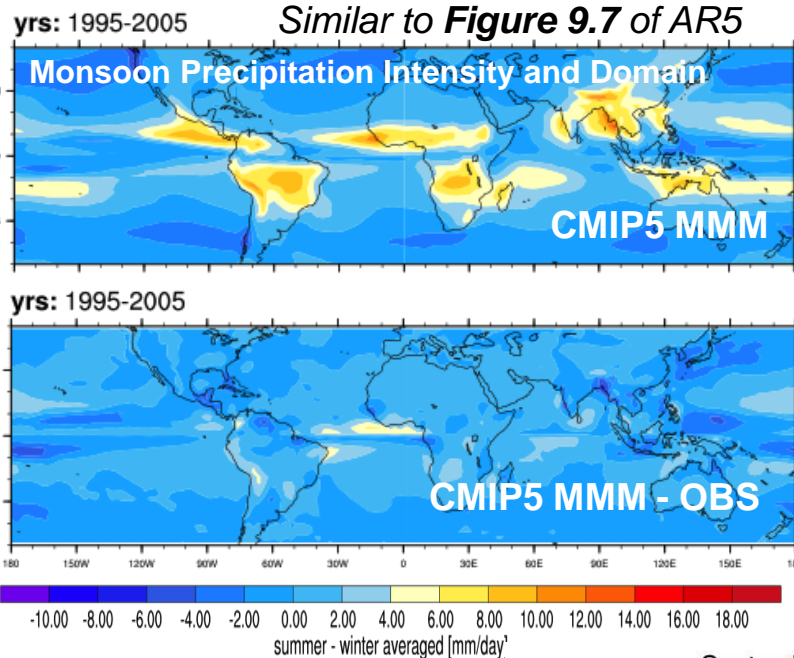 yrs: 1995-2005 Similar to Figure 9.7 of AR5
Monsoon Precipitation Intensity and Domain
CMIP5 MMM
yrs: 1995-2005
CMIP5 MMM - OBS
180 150W 120W 90W 60W 30W 0 30E 60E 90E 120E 150E
-10.00 -8.00 -6.00 -4.00 -2.00 0.00 2.00 4.00 6.00 8.00 10.00 12.00 14.00 16.00 18.00
summer - winter averaged [mm/day]